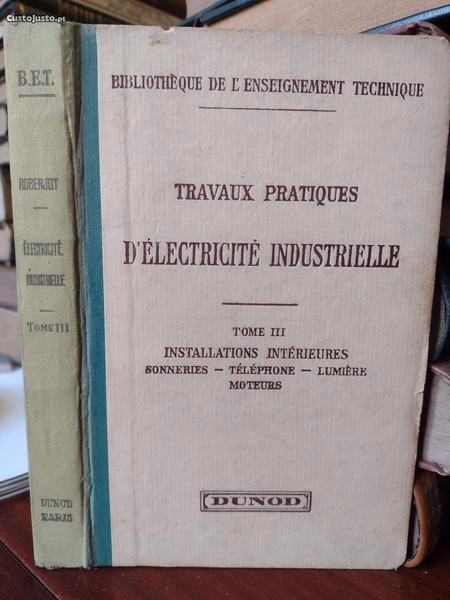 CustoJusto.pt
B.E.T.
ROBERJOT
ÉLECTRICITÉ
INDUSTRIELLE
TOME III
DUNOD
PARIS
BIBLIOTHÈQUE DE L'ENSEIGNEMENT TECHNIQUE
TRAVAUX PRATIQUES
D'ÉLECTRICITÉ INDUSTRIELLE
TOME III
INSTALLATIONS INTÉRIEURES
SONNERIES – TÉLÉPHONE – LUMIÈRE
MOTEURS
DUNOD